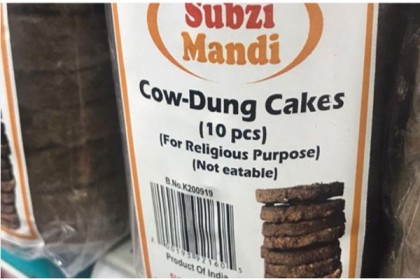 Subzi
Mandi
Cow-Dung Cakes
(10 pcs)
(For Religious Purpose)
(Not eatable)
B.No.K200919
Product Of India